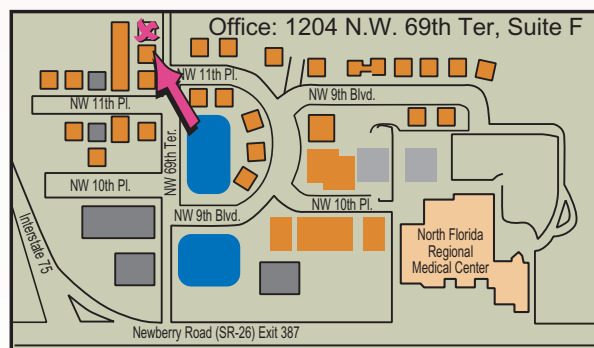 Office: 1204 N.W. 69th Ter, Suite F
NW 11th Pl.
NW 9th Blvd.
NW 11th Pl.
NW 69th Ter.
NW 10th Pl.
NW 10th Pl.
NW 9th Blvd.
Interstate 75
North Florida
Regional
Medical Center
Newberry Road (SR-26) Exit 387